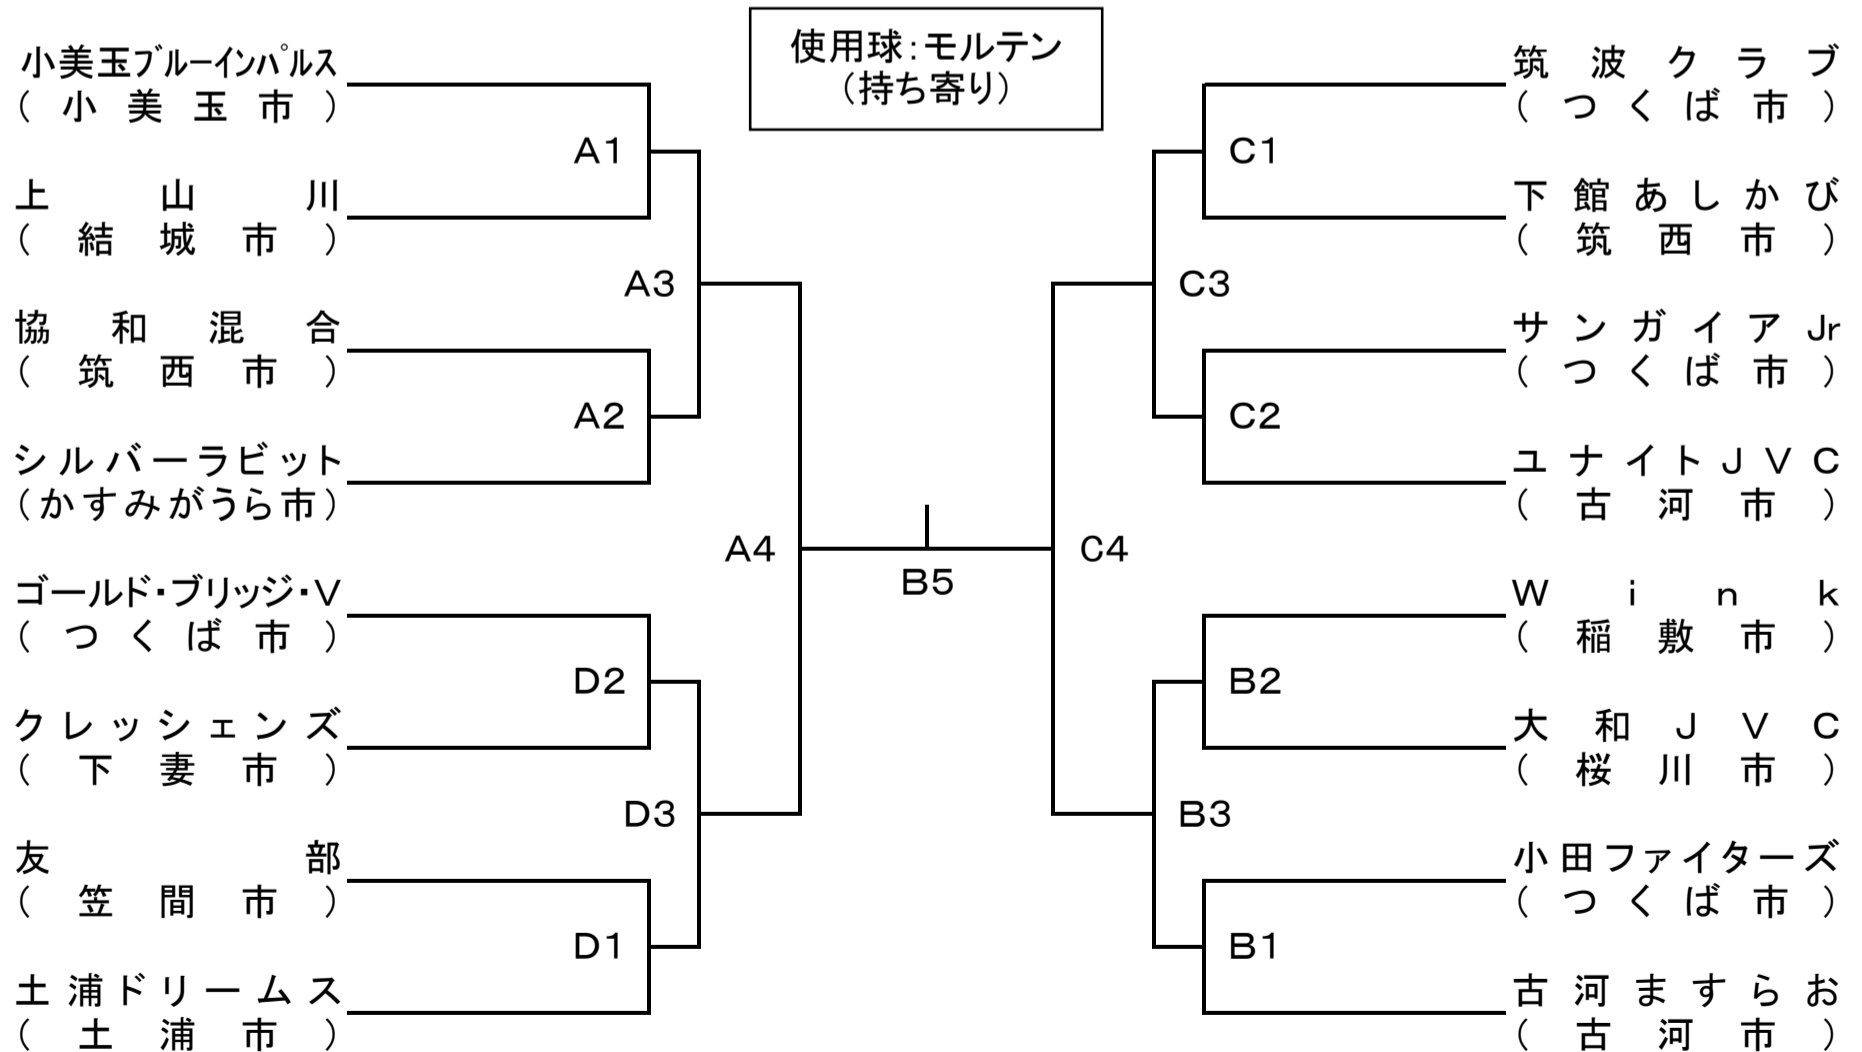 使用球:モルテン
(持ち寄り)
小美玉ブルーインパルス
(小美玉市)
A1
上山川
(結城市)
A3
協和混合
(筑西市)
A2
シルバーラビット
(かすみがうら市)
A4
ゴールド・ブリッジ・V
(つくば市)
D2
クレッシェンズ
(下妻市)
D3
友部
(笠間市)
D1
土浦ドリームス
(土浦市)
B5
筑波クラブ
(つくば市)
C1
下館あしかび
(筑西市)
C3
サンガイアJr
(つくば市)
C2
ユナイトJVC
(古河市)
C4
Wink
(稲敷市)
B2
大和JVC
(桜川市)
B3
小田ファイターズ
(つくば市)
B1
古河ますらお
(古河市)